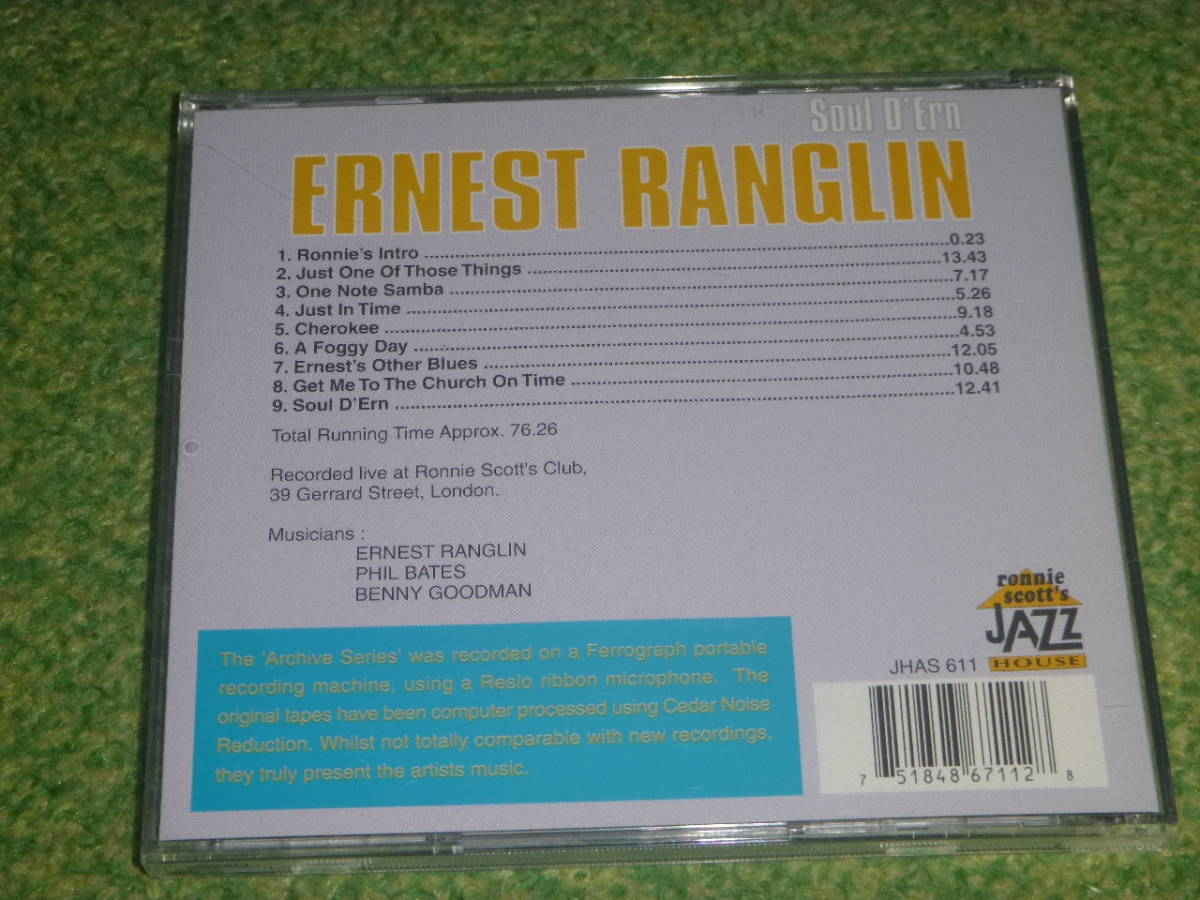 Soul D'Ern
ERNEST RANGLIN
1. Ronnie's Intro ........ 0.23
2. Just One Of Those Things ........ 13.43
3. One Note Samba ........ 7.17
4. Just In Time ........ 5.26
5. Cherokee ........ 9.18
6. A Foggy Day ........ 4.53
7. Ernest's Other Blues ........ 12.05
8. Get Me To The Church On Time ........ 10.48
9. Soul D'Ern ........ 12.41
Total Running Time Approx. 76.26
Recorded live at Ronnie Scott's Club,
39 Gerrard Street, London.
Musicians :
ERNEST RANGLIN
PHIL BATES
BENNY GOODMAN
The 'Archive Series' was recorded on a Ferrograph portable
recording machine, using a Reslo ribbon microphone. The
original tapes have been computer processed using Cedar Noise
Reduction. Whilst not totally comparable with new recordings,
they truly present the artists music.
ronnie
scott's
JAZZ
HOUSE
JHAS 611
7 51848 67112 8